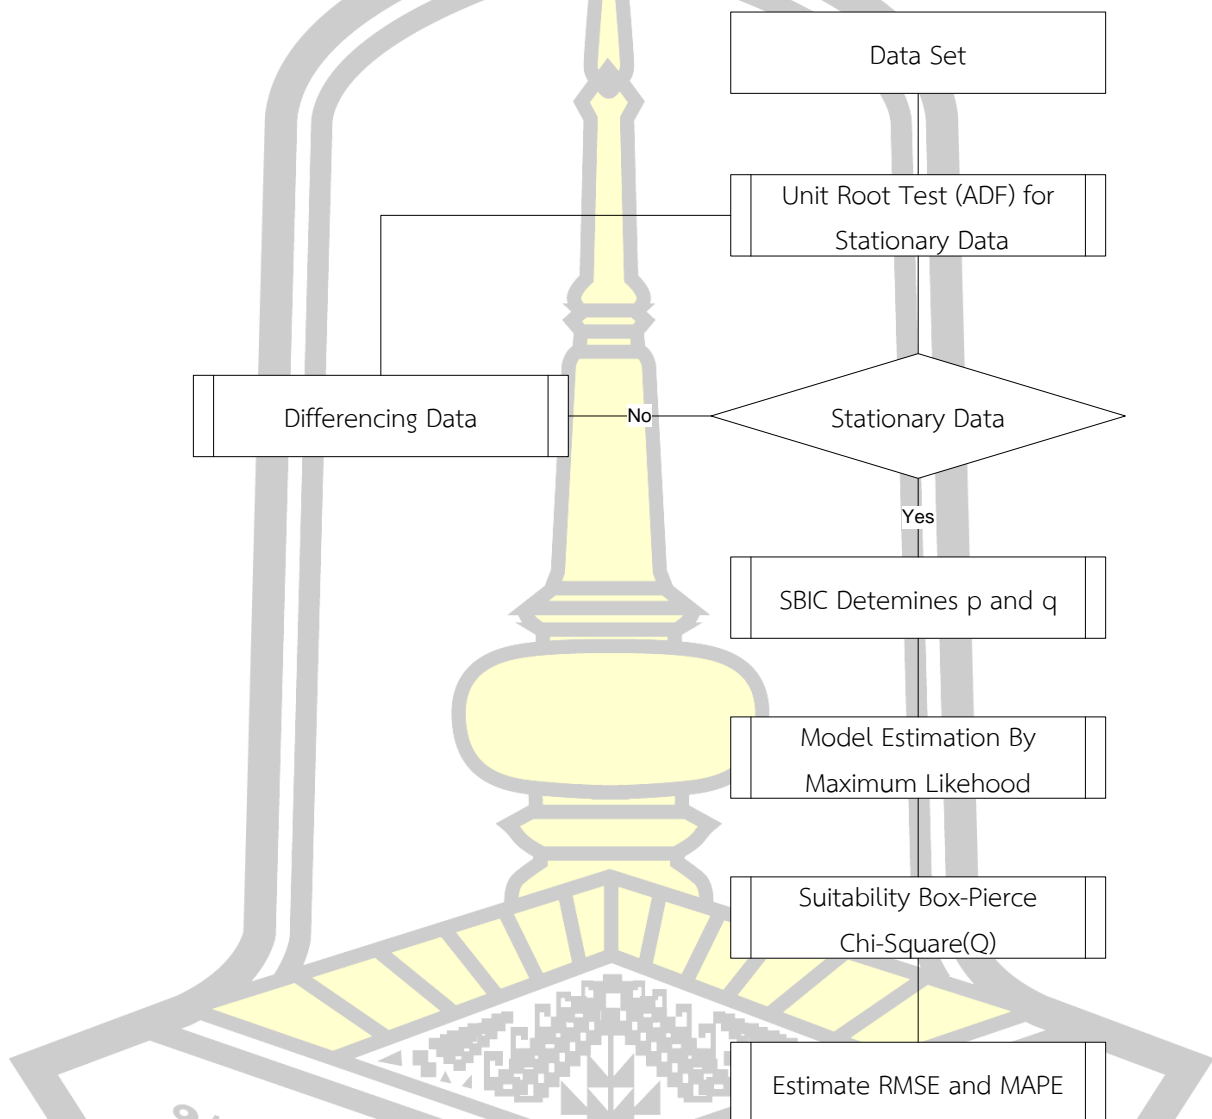 Data Set
Unit Root Test (ADF) for
Stationary Data
Differencing Data
No
Stationary Data
Yes
SBIC Detemines p and q
Model Estimation By
Maximum Likehood
Suitability Box-Pierce
Chi-Square(Q)
Estimate RMSE and MAPE